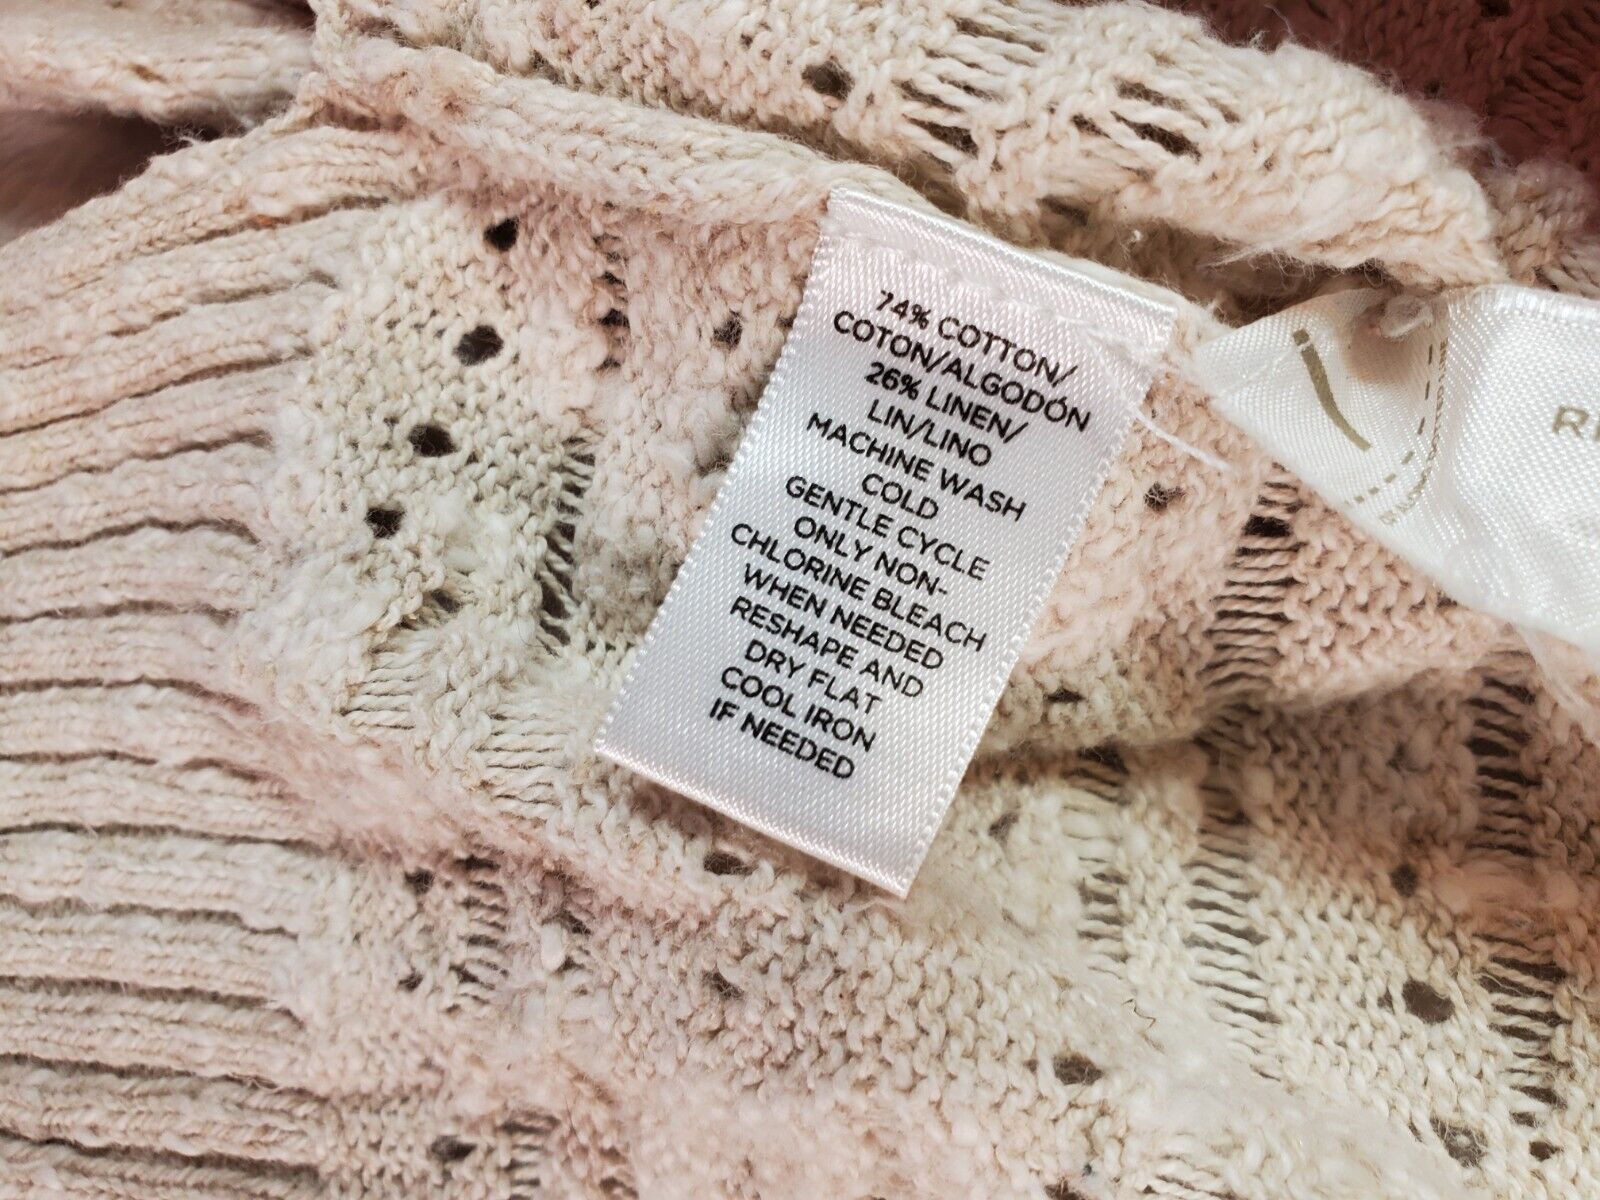 74% COTTON/
COTON/ALGODÓN
26% LINEN/
LIN/LINO
MACHINE WASH
COLD
GENTLE CYCLE
ONLY NON-
CHLORINE BLEACH
WHEN NEEDED
RESHAPE AND
DRY FLAT
COOL IRON
IF NEEDED